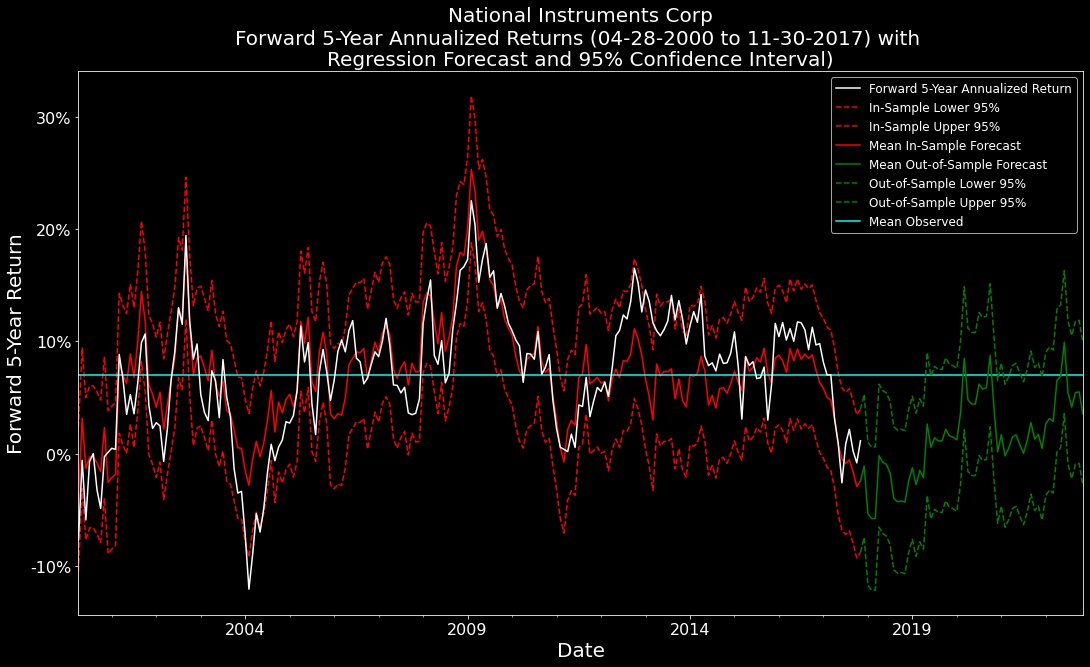 National Instruments Corp
Forward 5-Year Annualized Returns (04-28-2000 to 11-30-2017) with
Regression Forecast and 95% Confidence Interval)
Forward 5-Year Annualized Return
In-Sample Lower 95%
In-Sample Upper 95%
Mean In-Sample Forecast
Mean Out-of-Sample Forecast
Out-of-Sample Lower 95%
Out-of-Sample Upper 95%
Mean Observed
Forward 5-Year Return
30%
20%
10%
0%
-10%
2004
2009
2014
2019
Date